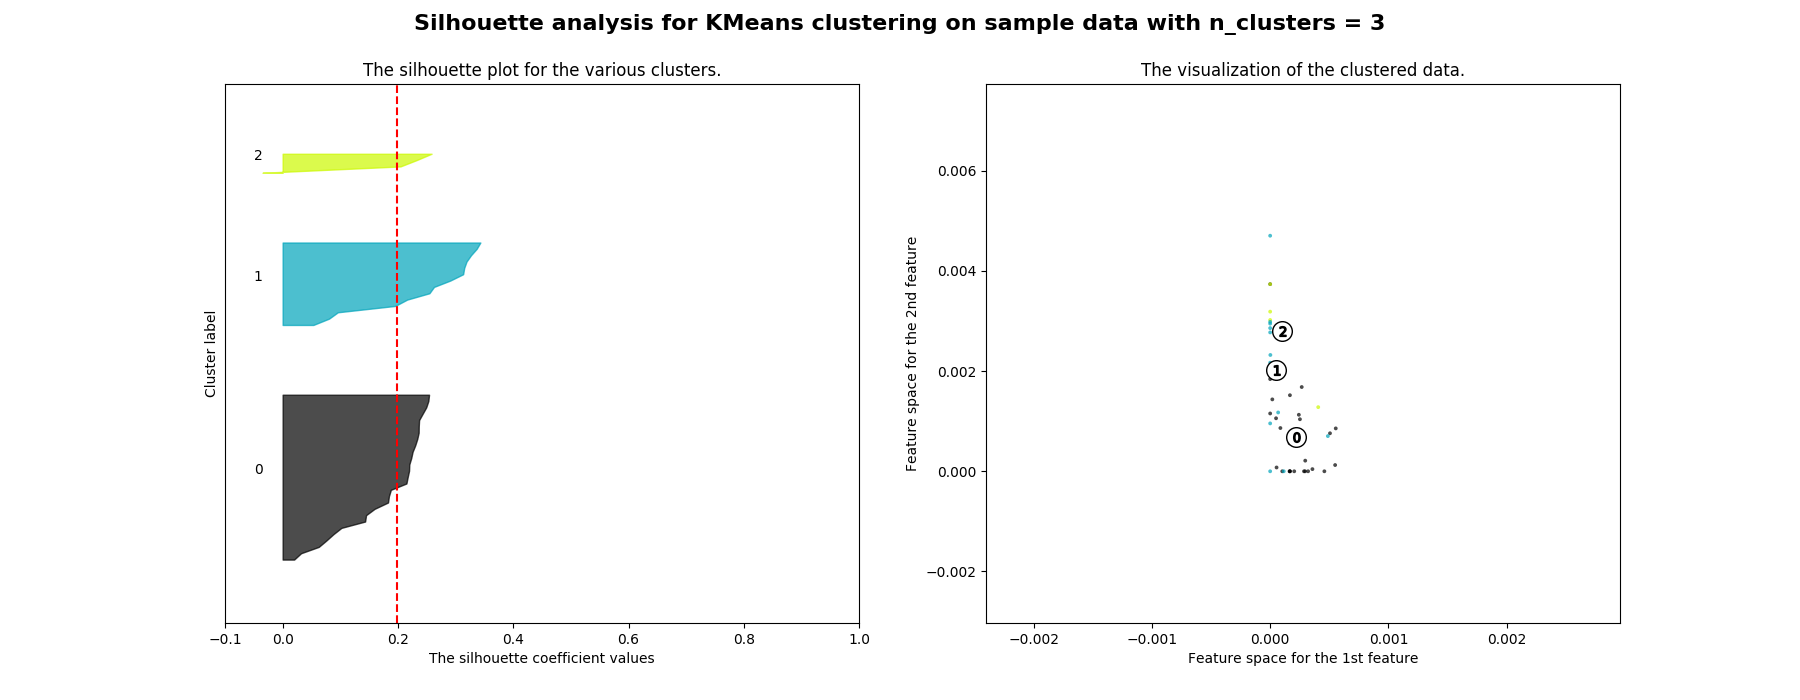 Silhouette analysis for KMeans clustering on sample data with n_clusters = 3
The silhouette plot for the various clusters.
2
1
0
Cluster label
−0.1 0.0 0.2 0.4 0.6 0.8 1.0
The silhouette coefficient values
The visualization of the clustered data.
0.006
0.004
0.002
0.000
−0.002
Feature space for the 2nd feature
2
1
0
−0.002 −0.001 0.000 0.001 0.002
Feature space for the 1st feature